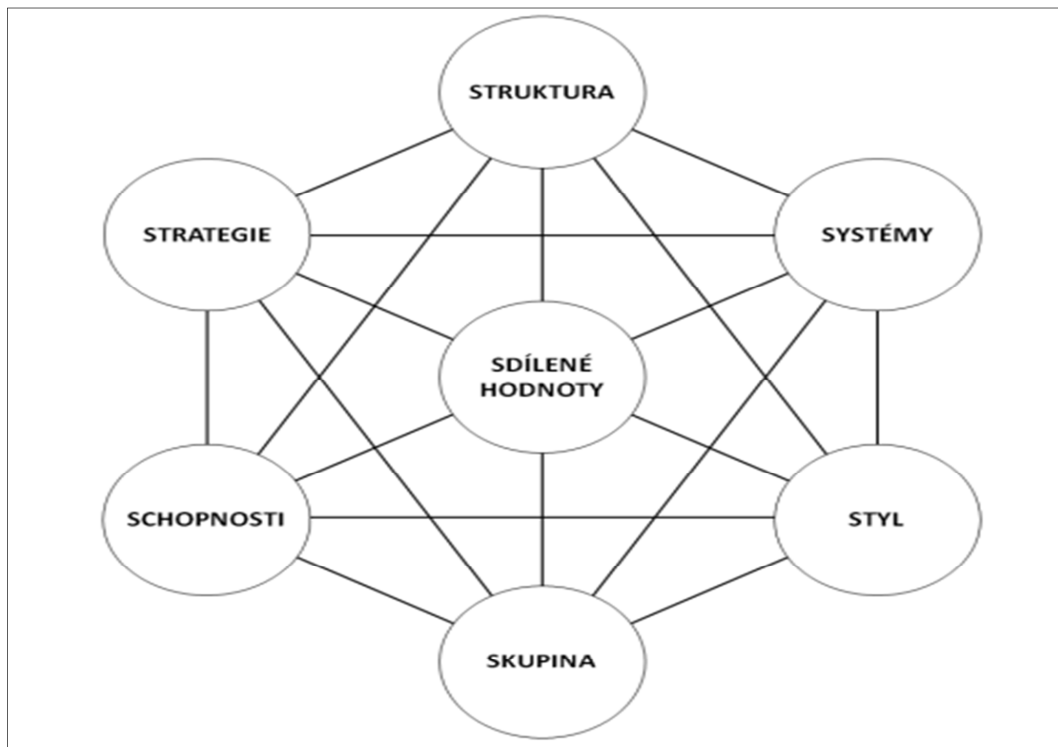 STRUKTURA
STRATEGIE
SYSTÉMY
SDÍLENÉ
HODNOTY
SCHOPNOSTI
STYL
SKUPINA